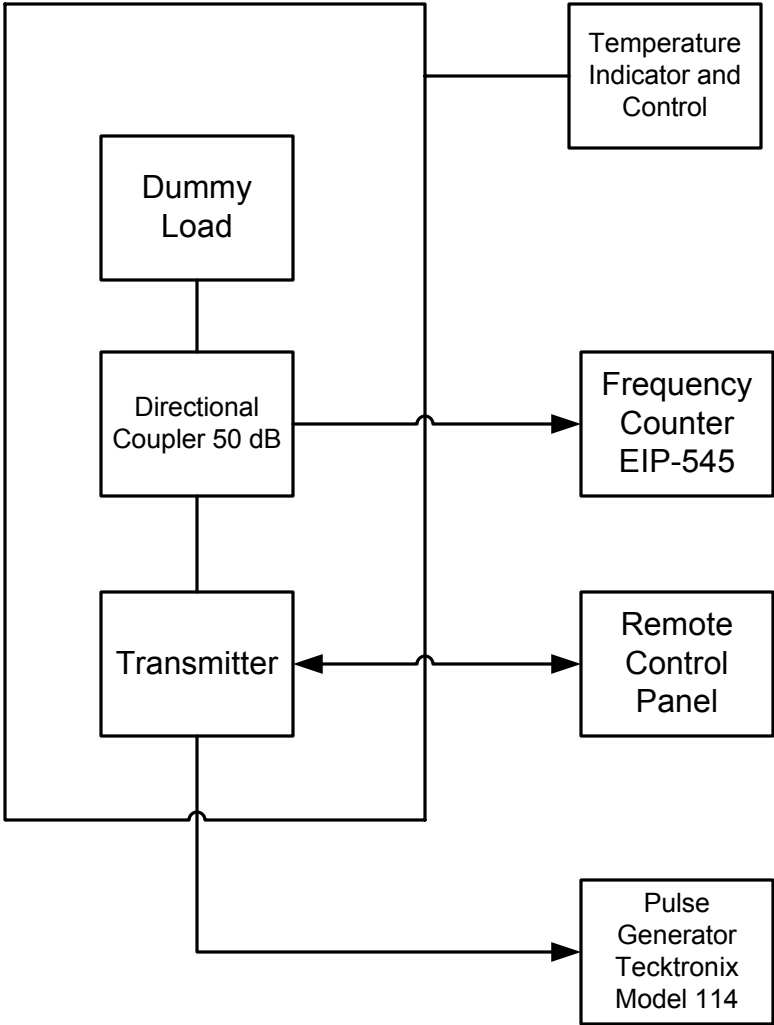 Temperature
Indicator and
Control
Dummy
Load
Directional
Coupler 50 dB
Frequency
Counter
EIP-545
Transmitter
Remote
Control
Panel
Pulse
Generator
Tecktronix
Model 114